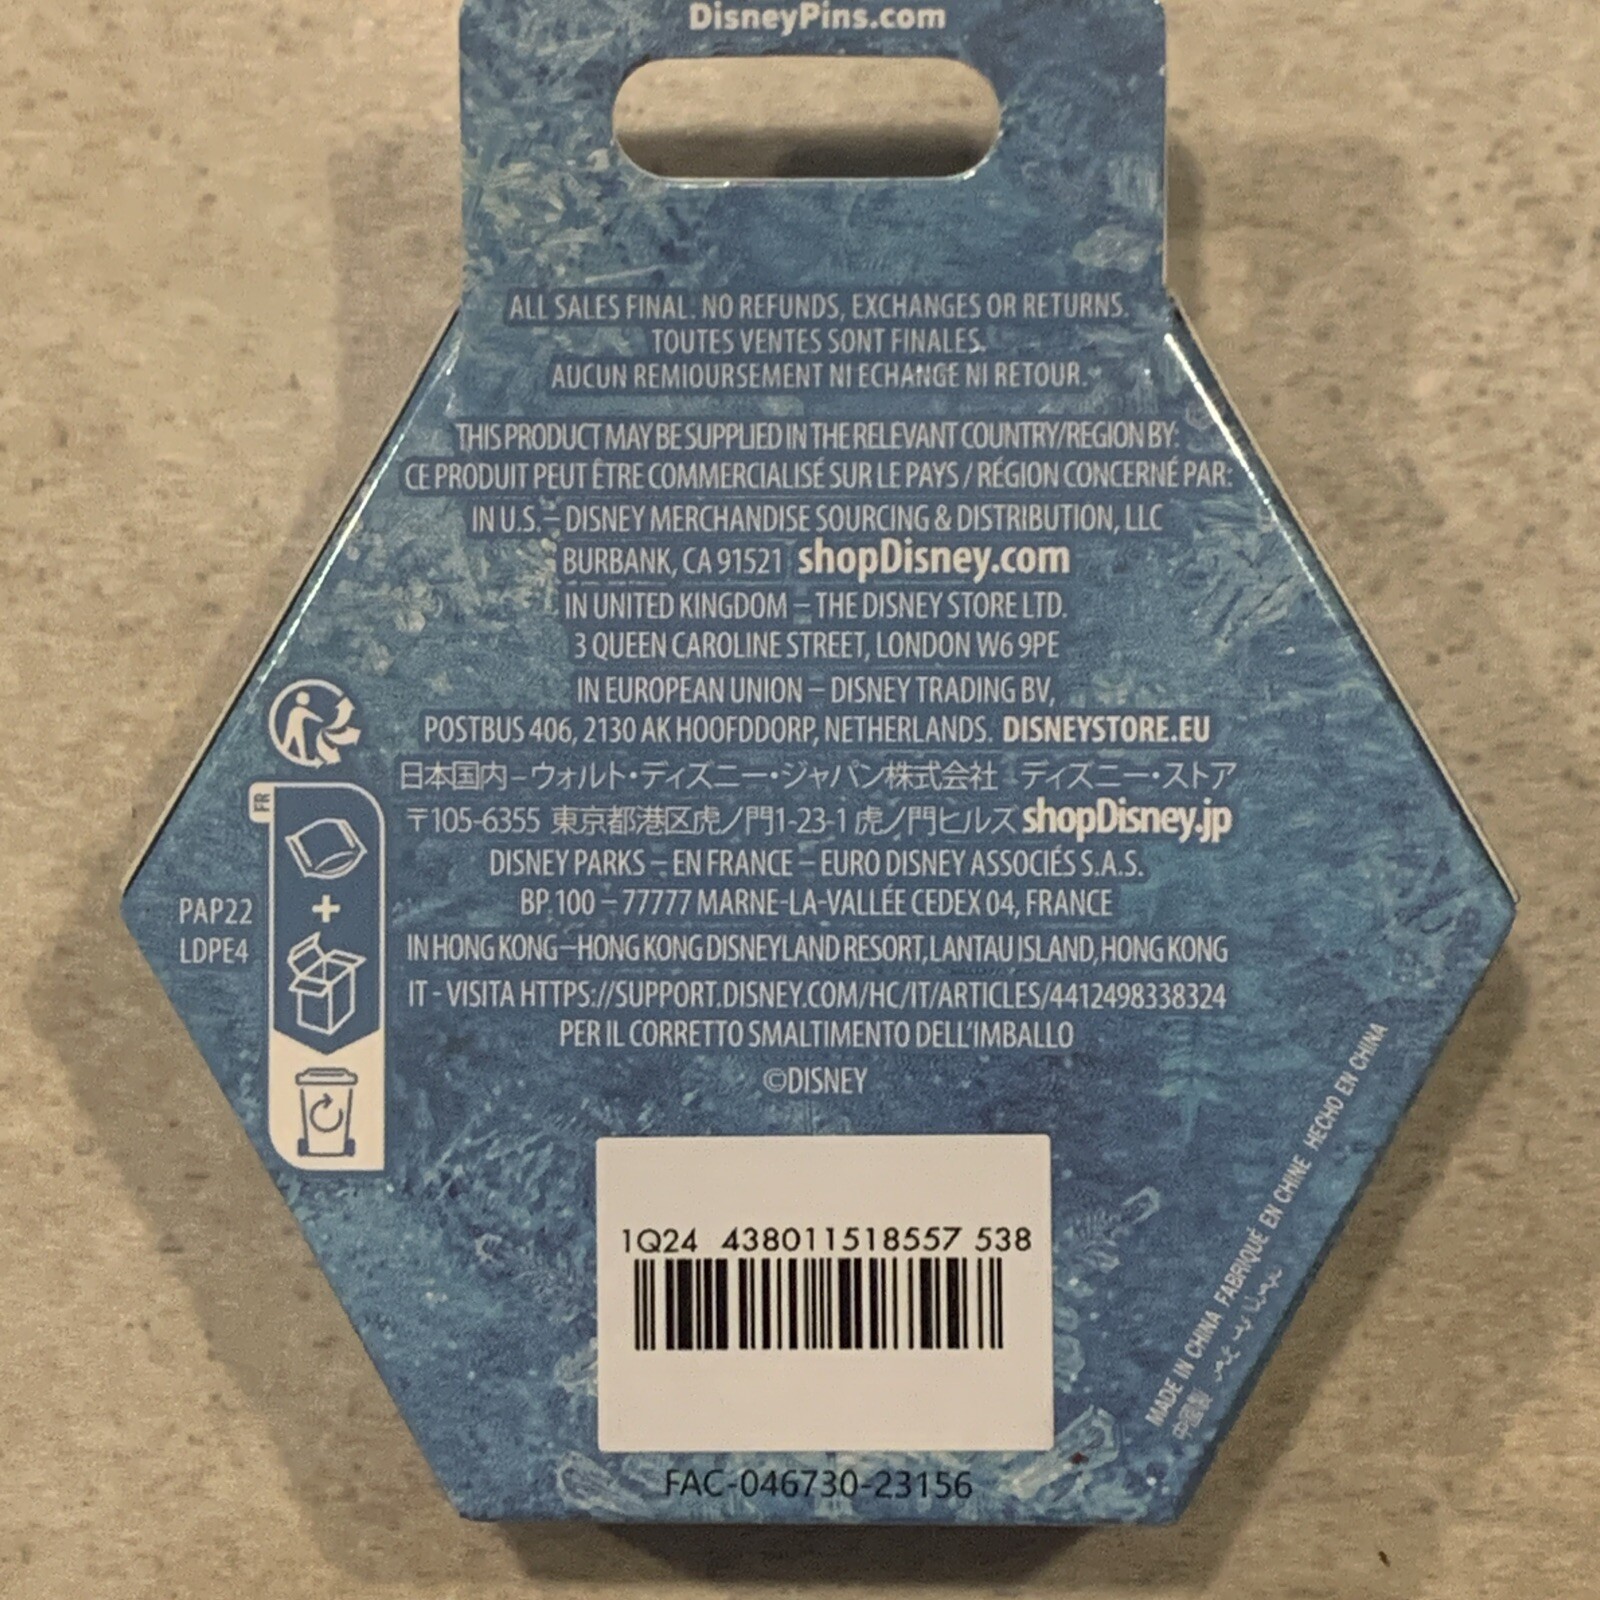 DisneyPins.com
ALL SALES FINAL. NO REFUNDS, EXCHANGES OR RETURNS.
TOUTES VENTES SONT FINALES.
AUCUN REMIOURSEMENT NI ECHANGE NI RETOUR.
THIS PRODUCT MAY BE SUPPLIED IN THE RELEVANT COUNTRY/REGION BY:
CE PRODUIT PEUT ÊTRE COMMERCIALISÉ SUR LE PAYS / RÉGION CONCERNÉ PAR:
IN U.S. – DISNEY MERCHANDISE SOURCING & DISTRIBUTION, LLC
BURBANK, CA 91521 shopDisney.com
IN UNITED KINGDOM – THE DISNEY STORE LTD.
3 QUEEN CAROLINE STREET, LONDON W6 9PE
IN EUROPEAN UNION – DISNEY TRADING BV,
POSTBUS 406, 2130 AK HOOFDDORP, NETHERLANDS. DISNEYSTORE.EU
日本国内–ウォルト・ディズニー・ジャパン株式会社 ディズニー・ストア
〒105-6355 東京都港区虎ノ門1-23-1 虎ノ門ヒルズ shopDisney.jp
DISNEY PARKS – EN FRANCE – EURO DISNEY ASSOCIÉS S.A.S.
BP 100 – 77777 MARNE-LA-VALLÉE CEDEX 04, FRANCE
IN HONG KONG–HONG KONG DISNEYLAND RESORT, LANTAU ISLAND, HONG KONG
IT - VISITA HTTPS://SUPPORT.DISNEY.COM/HC/IT/ARTICLES/4412498338324
PER IL CORRETTO SMALTIMENTO DELL'IMBALLO
©DISNEY
FR
+
PAP22
LDPE4
1Q24 438011518557 538
FAC-046730-23156
MADE IN CHINA FABRIQUÉ EN CHINE HECHO EN CHINA
中国製